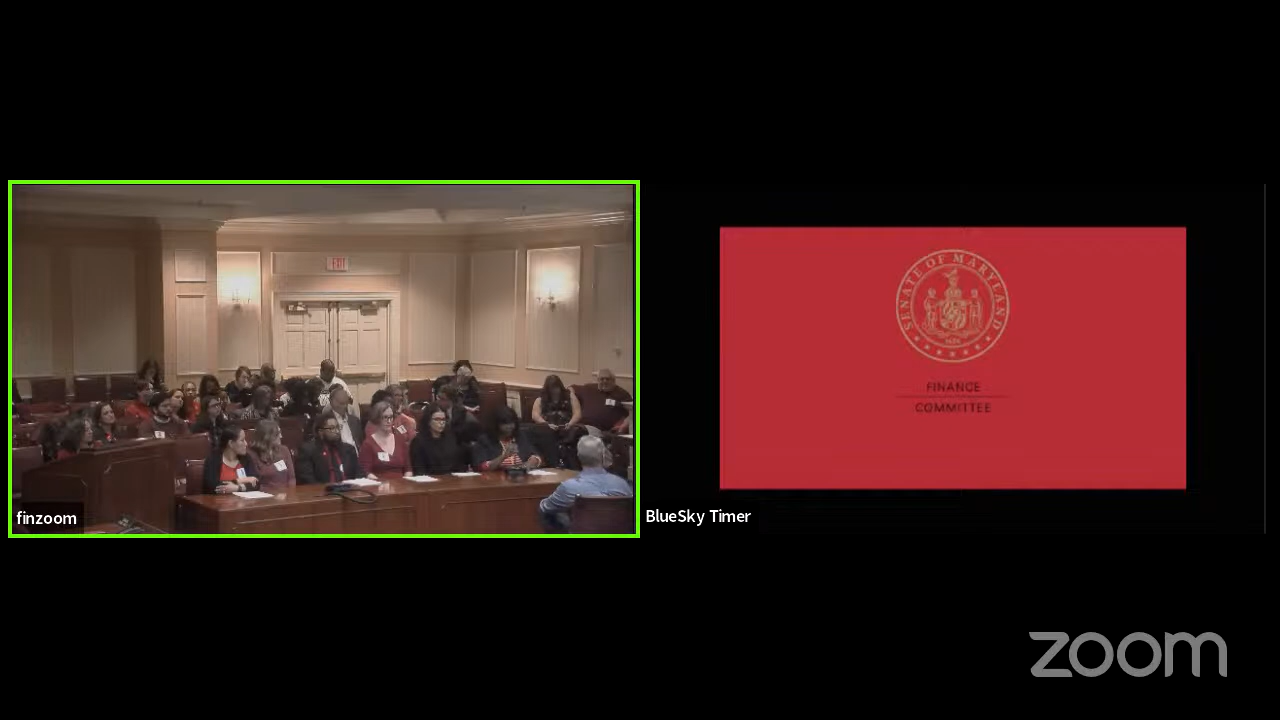 EXIT
finzoom
SENATE OF MARYLAND
FINANCE
COMMITTEE
BlueSky Timer
zoom